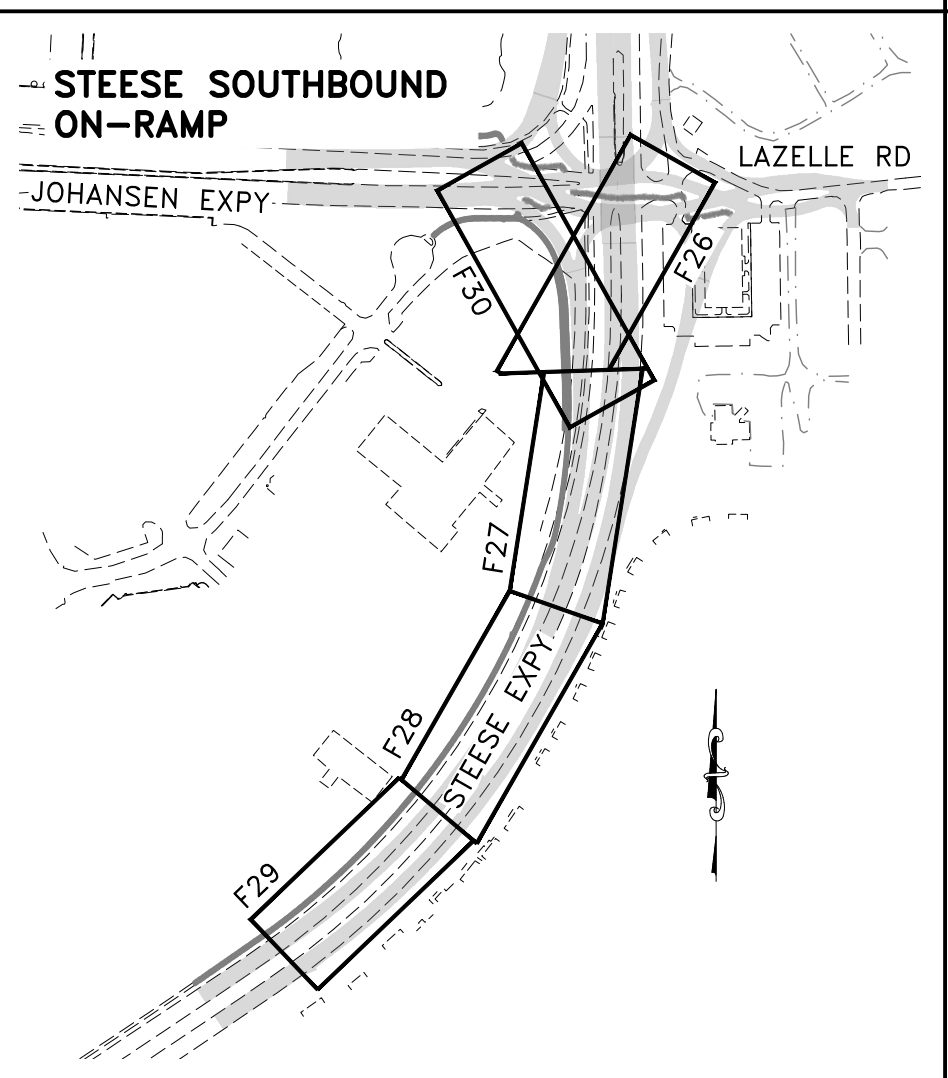 STEESE SOUTHBOUND
ON-RAMP
LAZELLE RD
JOHANSEN EXPY
F26
F30
F27
STEESE EXPY
F28
F29